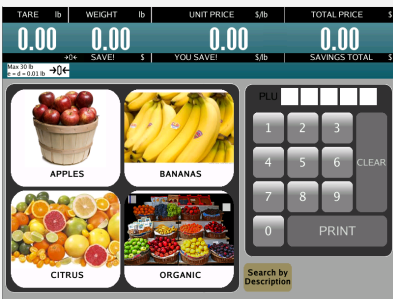 TARE lb WEIGHT lb UNIT PRICE $/lb TOTAL PRICE $
0.00 0.00 0.00 0.00
→0← SAVE! $ YOU SAVE! $/lb SAVINGS TOTAL $
Max 30 lb
e = d = 0.01 lb →0←
PLU
1 2 3
4 5 6 CLEAR
7 8 9
0 PRINT
APPLES BANANAS
CITRUS ORGANIC
Search by
Description